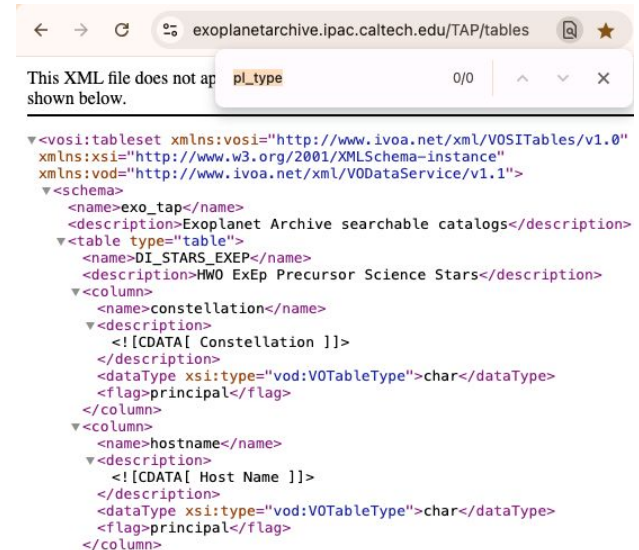 exoplanetarchive.ipac.caltech.edu/TAP/tables
This XML file does not ap
pl_type 0/0
shown below.
▼<vosi:tableset xmlns:vosi="http://www.ivoa.net/xml/VOSITables/v1.0"
xmlns:xsi="http://www.w3.org/2001/XMLSchema-instance"
xmlns:vod="http://www.ivoa.net/xml/VODataService/v1.1">
▼<schema>
<name>exo_tap</name>
<description>Exoplanet Archive searchable catalogs</description>
▼<table type="table">
<name>DI_STARS_EXEP</name>
<description>HWO ExEp Precursor Science Stars</description>
▼<column>
<name>constellation</name>
▼<description>
<![CDATA[ Constellation ]]>
</description>
<dataType xsi:type="vod:VOTableType">char</dataType>
<flag>principal</flag>
</column>
▼<column>
<name>hostname</name>
▼<description>
<![CDATA[ Host Name ]]>
</description>
<dataType xsi:type="vod:VOTableType">char</dataType>
<flag>principal</flag>
</column>